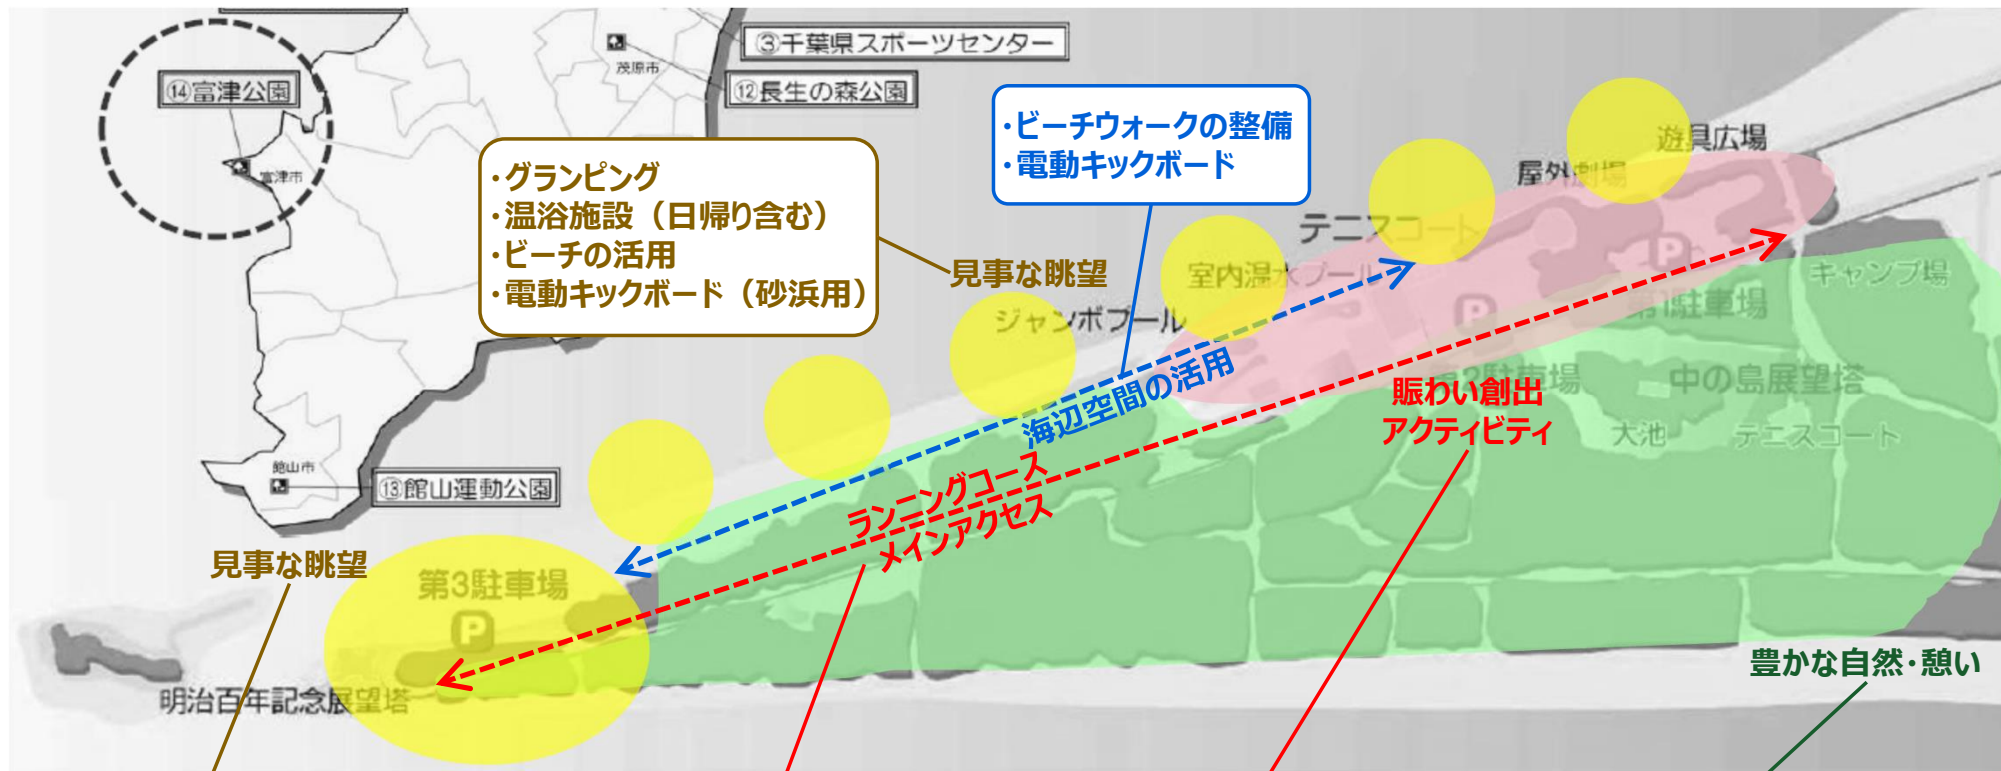 ③千葉県スポーツセンター
茂原市
⑭富津公園
⑫長生の森公園
富津市
・グランピング
・温浴施設（日帰り含む）
・ビーチの活用
・電動キックボード（砂浜用）
・ビーチウォークの整備
・電動キックボード
遊具広場
屋外劇場
テニスコート
室内温水プール
見事な眺望
ジャンボプール
P
キャンプ場
第1駐車場
P
第2駐車場
中の島展望塔
大池
テニスコート
海辺空間の活用
賑わい創出
アクティビティ
ランニングコース
メインアクセス
館山市
⑬館山運動公園
見事な眺望
第3駐車場
P
明治百年記念展望塔
豊かな自然・憩い